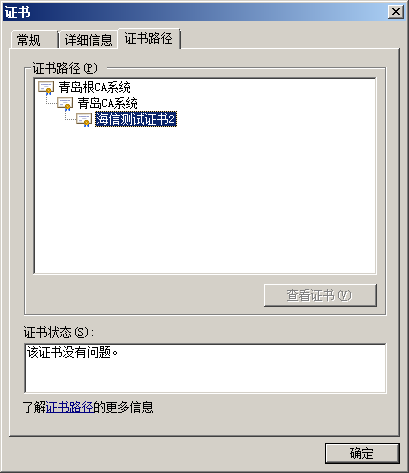 证书
常规 详细信息 证书路径
证书路径(P)
青岛根CA系统
青岛CA系统
海信测试证书2
查看证书(V)
证书状态(S):
该证书没有问题。
了解证书路径的更多信息
确定